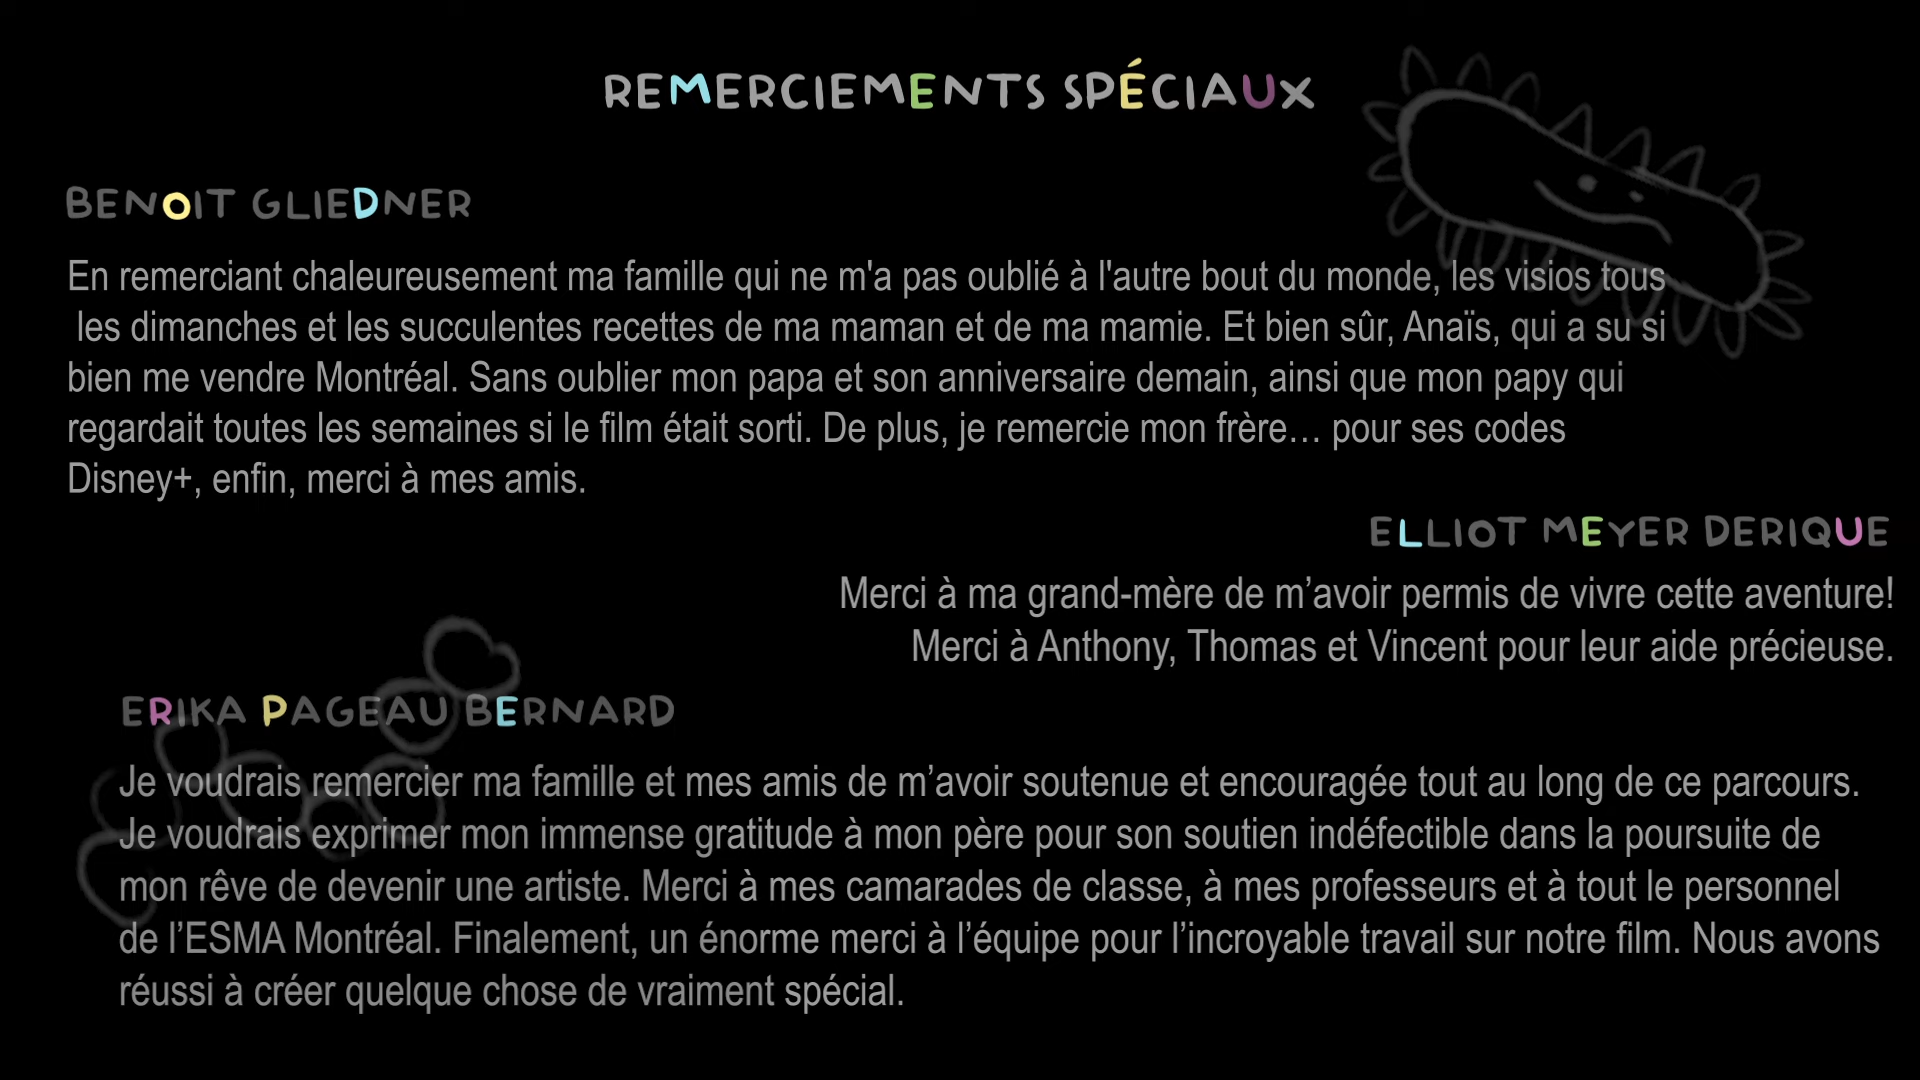 REMERCIEMENTS SPÉCIAUX
BENOIT GLIEDNER
En remerciant chaleureusement ma famille qui ne m'a pas oublié à l'autre bout du monde, les visios tous
les dimanches et les succulentes recettes de ma maman et de ma mamie. Et bien sûr, Anaïs, qui a su si
bien me vendre Montréal. Sans oublier mon papa et son anniversaire demain, ainsi que mon papy qui
regardait toutes les semaines si le film était sorti. De plus, je remercie mon frère… pour ses codes
Disney+, enfin, merci à mes amis.
ELLIOT MEYER DERIQUE
Merci à ma grand-mère de m’avoir permis de vivre cette aventure!
Merci à Anthony, Thomas et Vincent pour leur aide précieuse.
ERIKA PAGEAU BERNARD
Je voudrais remercier ma famille et mes amis de m’avoir soutenue et encouragée tout au long de ce parcours.
Je voudrais exprimer mon immense gratitude à mon père pour son soutien indéfectible dans la poursuite de
mon rêve de devenir une artiste. Merci à mes camarades de classe, à mes professeurs et à tout le personnel
de l’ESMA Montréal. Finalement, un énorme merci à l’équipe pour l’incroyable travail sur notre film. Nous avons
réussi à créer quelque chose de vraiment spécial.